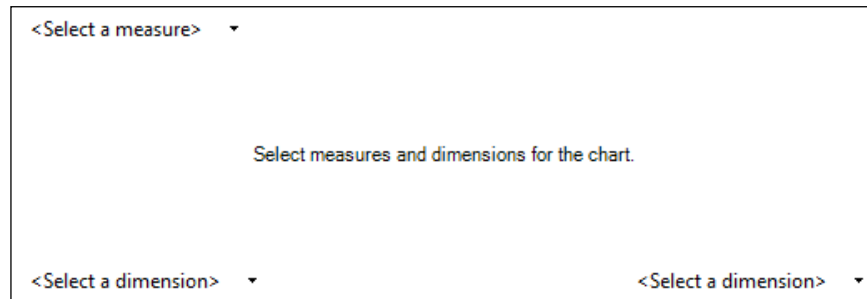 <Select a measure>
Select measures and dimensions for the chart.
<Select a dimension>
<Select a dimension>